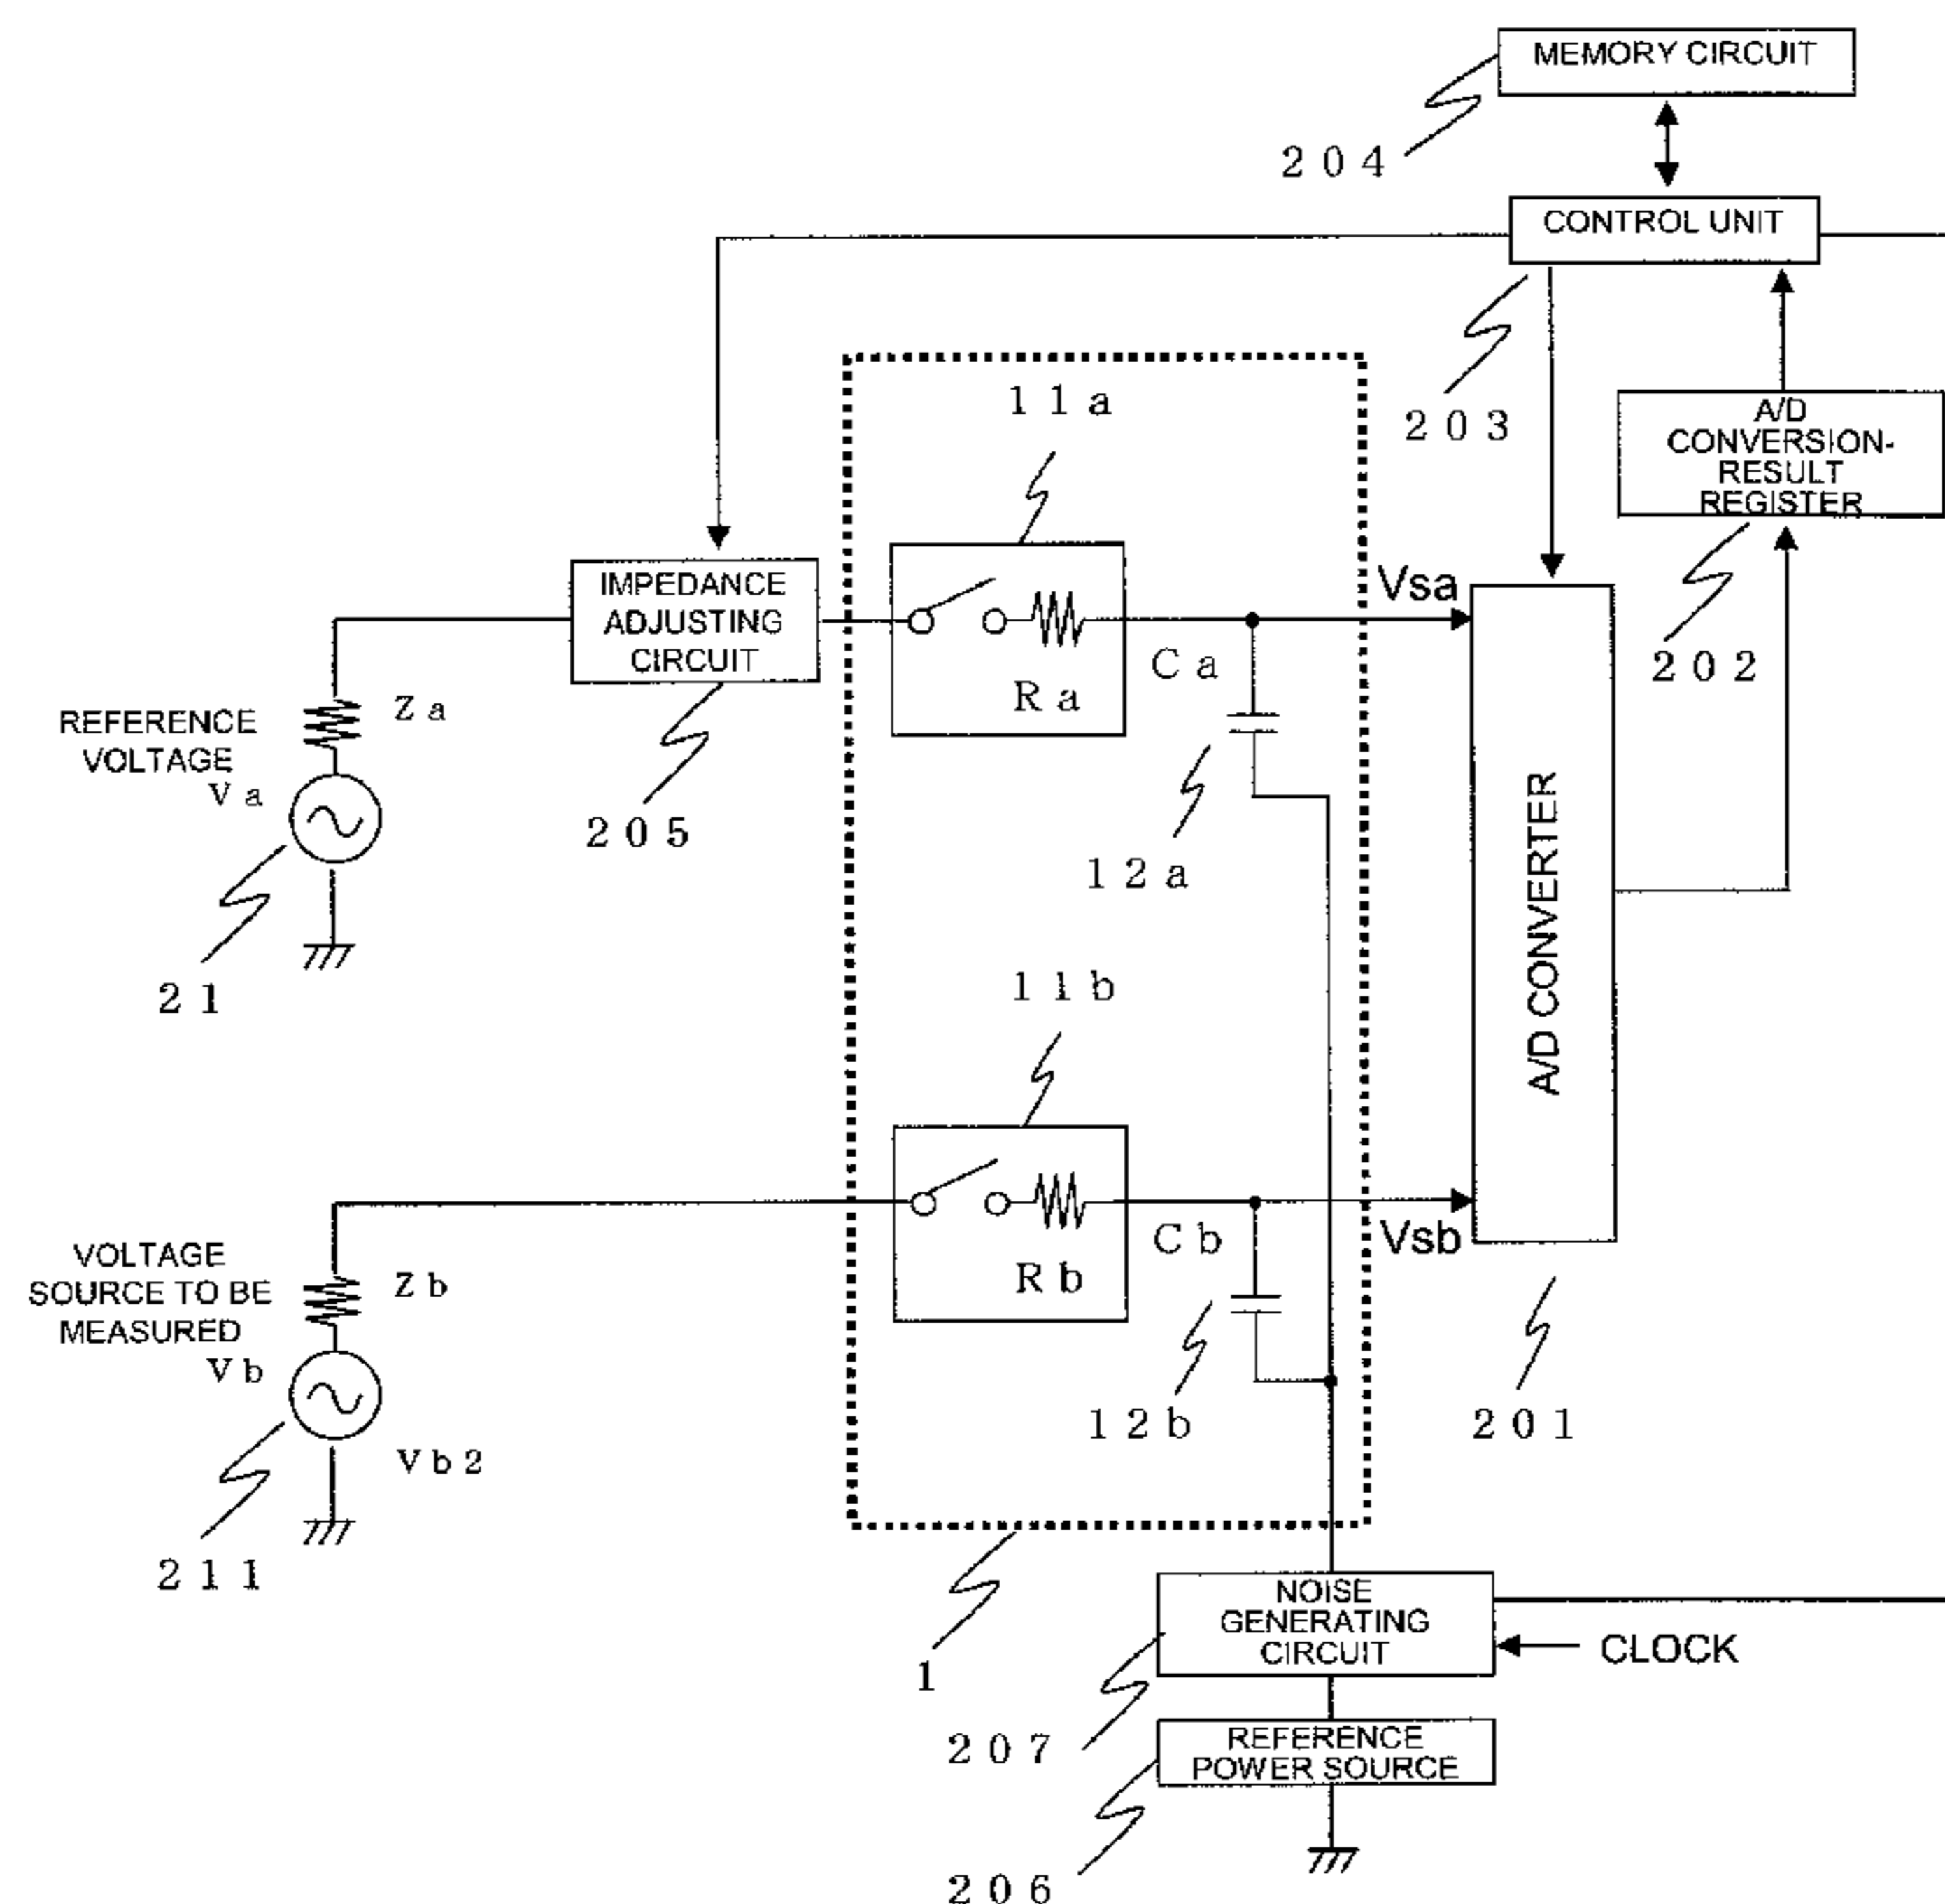 MEMORY CIRCUIT
204
CONTROL UNIT
203
11a
A/D
CONVERSION-
RESULT
REGISTER
202
IMPEDANCE
ADJUSTING
CIRCUIT
205
Vsa
Ca
Ra
12a
Za
REFERENCE
VOLTAGE
Va
21
A/D CONVERTER
11b
Vsb
Cb
Rb
12b
201
VOLTAGE
SOURCE TO BE
MEASURED
Zb
Vb
Vb2
211
1
NOISE
GENERATING
CIRCUIT
CLOCK
207
REFERENCE
POWER SOURCE
206